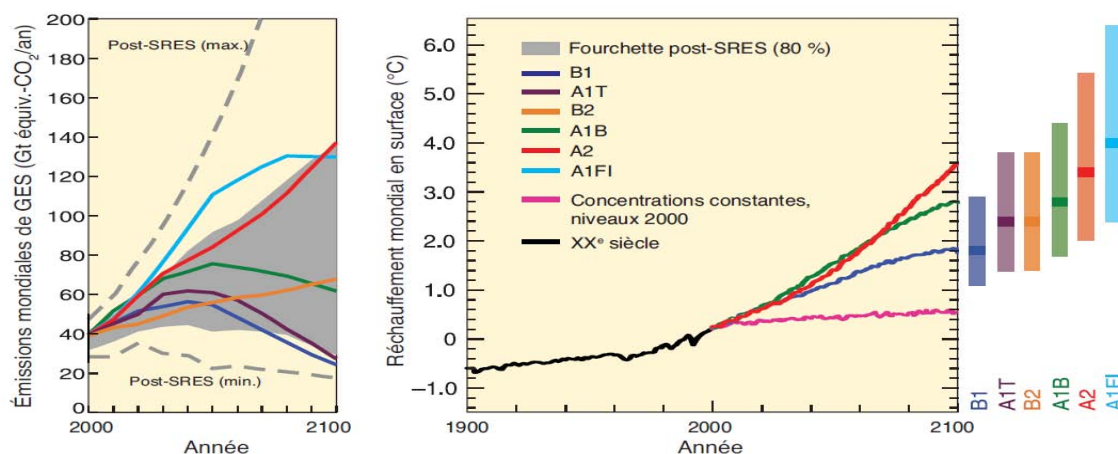 Émissions mondiales de GES (Gt équiv.-CO₂/an)
200
180
160
140
120
100
80
60
40
20
0
Post-SRES (max.)
Post-SRES (min.)
2000
2100
Année
Réchauffement mondial en surface (°C)
6.0
5.0
4.0
3.0
2.0
1.0
0
−1.0
Fourchette post-SRES (80 %)
B1
A1T
B2
A1B
A2
A1FI
Concentrations constantes,
niveaux 2000
XXᵉ siècle
1900
2000
2100
Année
B1
A1T
B2
A1B
A2
A1FI